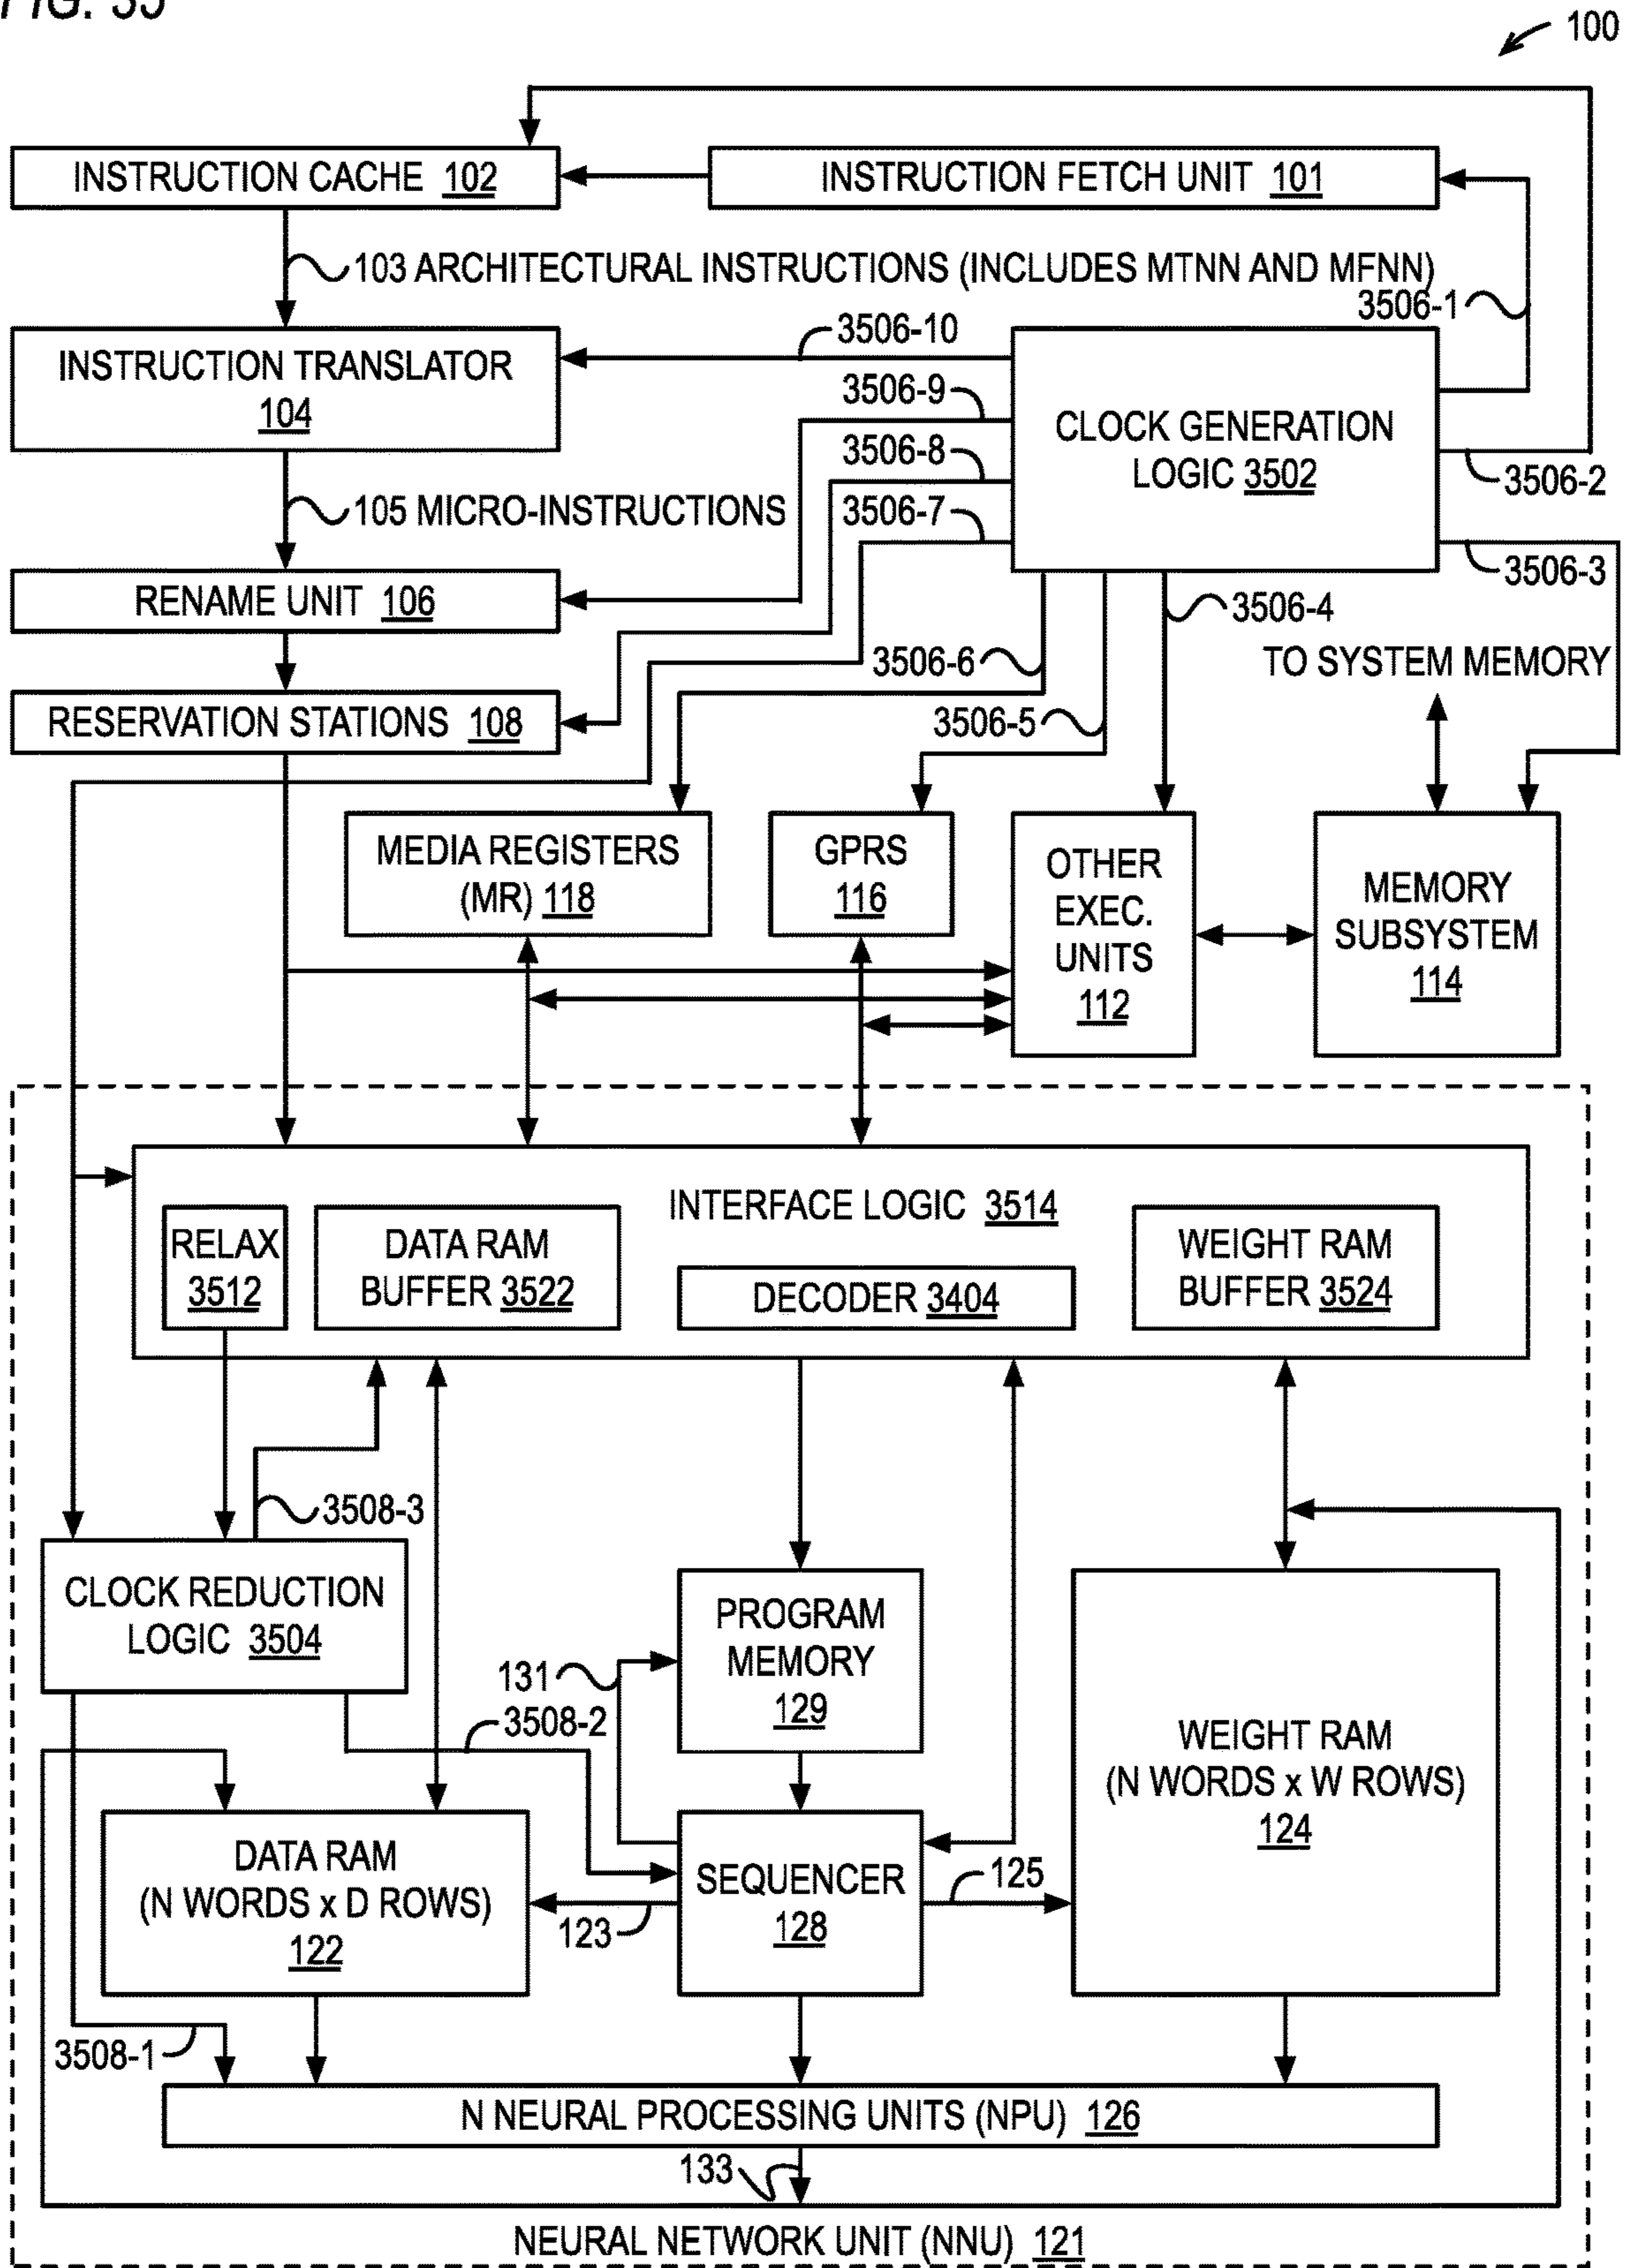 FIG. 35
100
INSTRUCTION CACHE 102
INSTRUCTION FETCH UNIT 101
103 ARCHITECTURAL INSTRUCTIONS (INCLUDES MTNN AND MFNN)
3506-1
3506-10
INSTRUCTION TRANSLATOR
104
3506-9
CLOCK GENERATION
LOGIC 3502
3506-8
3506-2
105 MICRO-INSTRUCTIONS
3506-7
3506-3
RENAME UNIT 106
3506-4
3506-6
TO SYSTEM MEMORY
RESERVATION STATIONS 108
3506-5
MEDIA REGISTERS
(MR) 118
GPRS
116
OTHER
EXEC.
UNITS
112
MEMORY
SUBSYSTEM
114
INTERFACE LOGIC 3514
RELAX
3512
DATA RAM
BUFFER 3522
DECODER 3404
WEIGHT RAM
BUFFER 3524
3508-3
CLOCK REDUCTION
LOGIC 3504
PROGRAM
MEMORY
129
131
3508-2
WEIGHT RAM
(N WORDS x W ROWS)
124
DATA RAM
(N WORDS x D ROWS)
122
SEQUENCER
128
125
123
3508-1
N NEURAL PROCESSING UNITS (NPU) 126
133
NEURAL NETWORK UNIT (NNU) 121